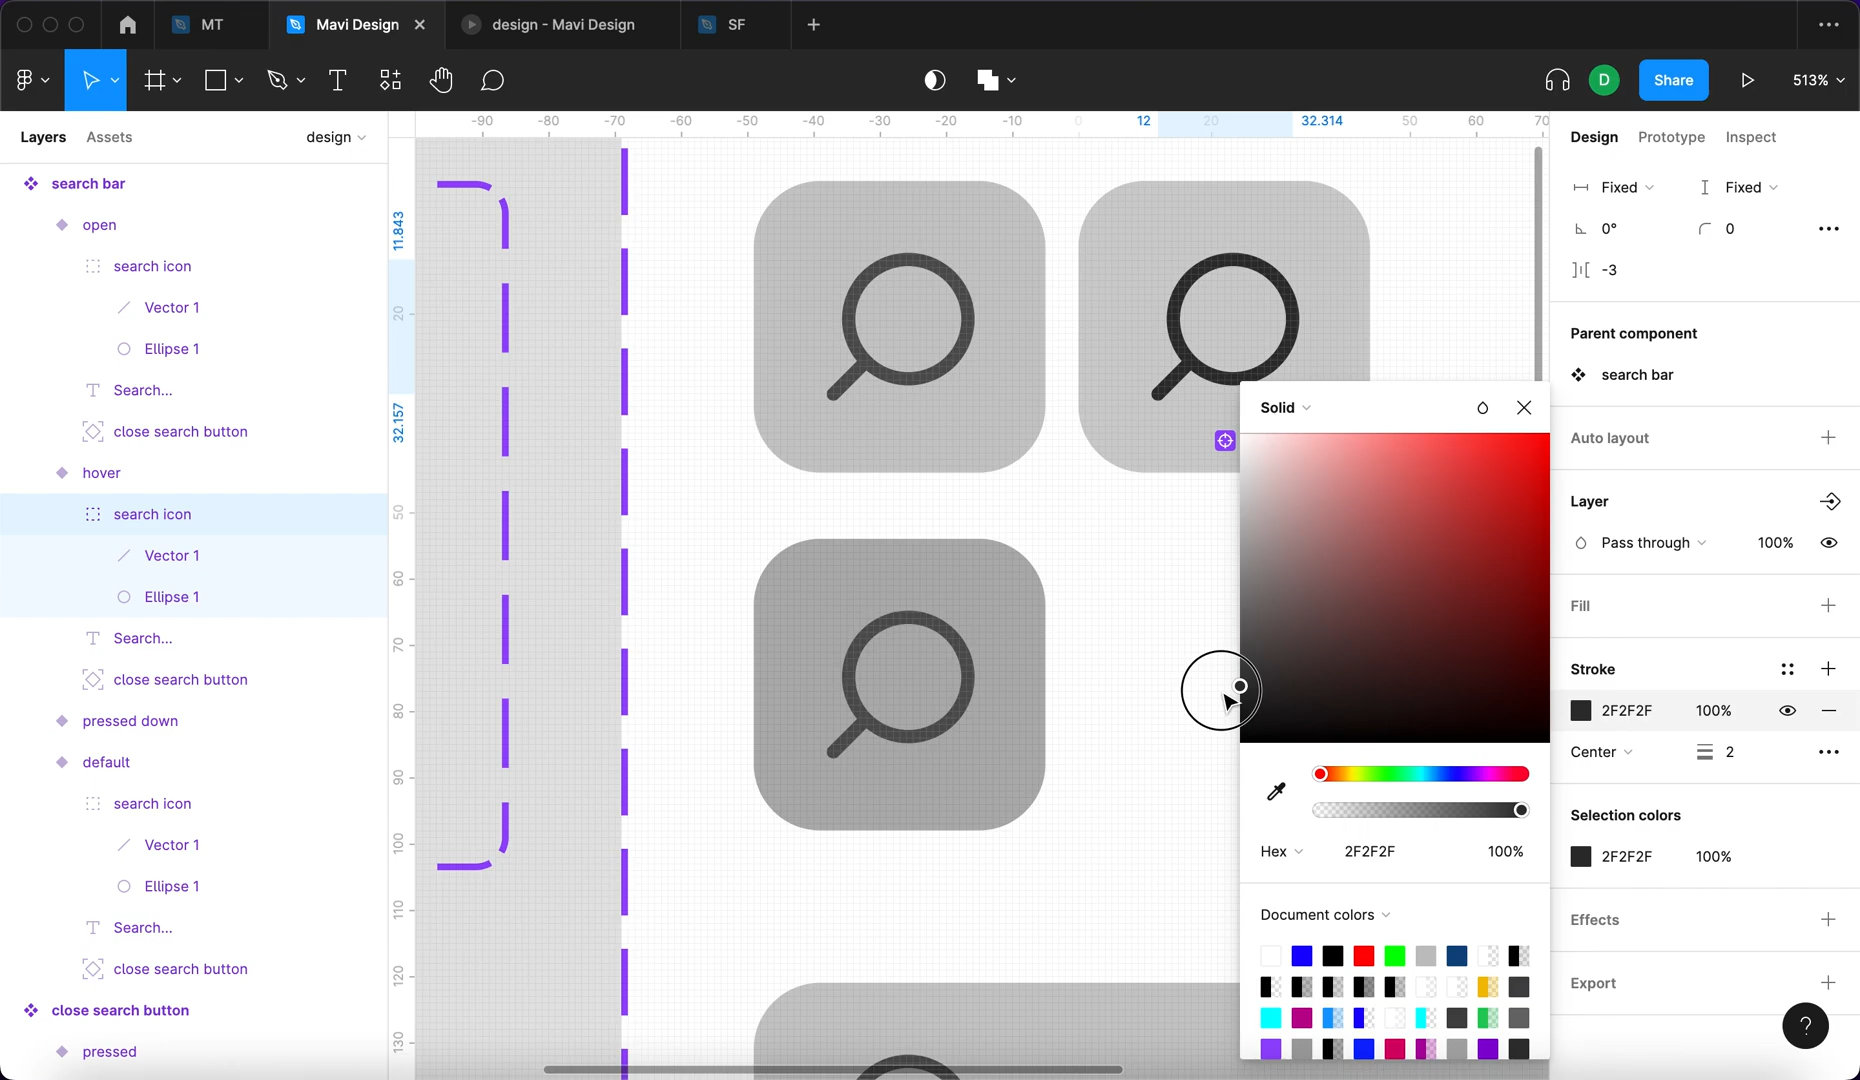 MT
Mavi Design
design - Mavi Design
SF
D
Share
513%
Layers
Assets
design
-90
-80
-70
-60
-50
-40
-30
-20
-10
0
12
20
32.314
50
60
70
Design
Prototype
Inspect
search bar
open
search icon
Vector 1
Ellipse 1
Search...
close search button
hover
search icon
Vector 1
Ellipse 1
Search...
close search button
pressed down
default
search icon
Vector 1
Ellipse 1
Search...
close search button
close search button
pressed
11.843
20
32.157
50
60
70
80
90
100
110
120
130
Solid
Hex
2F2F2F
100%
Document colors
Fixed
Fixed
0°
0
-3
Parent component
search bar
Auto layout
Layer
Pass through
100%
Fill
Stroke
2F2F2F
100%
Center
2
Selection colors
2F2F2F
100%
Effects
Export
?